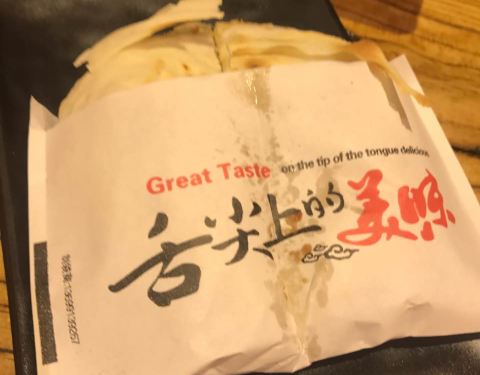 Great Taste on the tip of the tongue delicious
舌尖上的美味